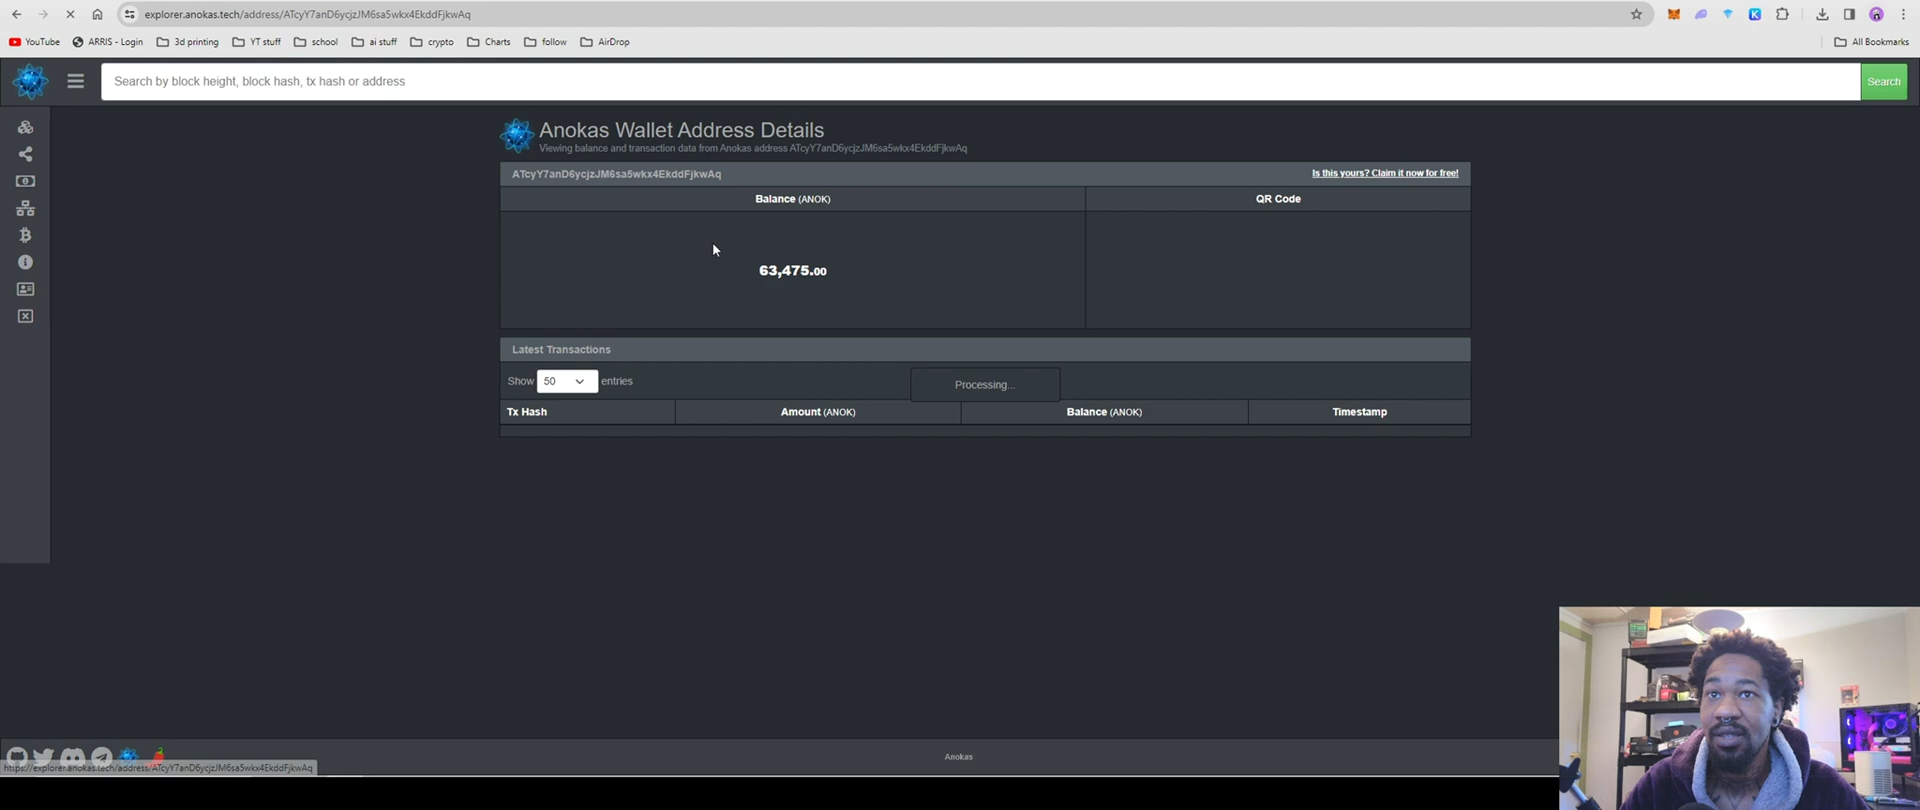 explorer.anokas.tech/address/ATcyY7anD6ycjzJM6sa5wkx4EkddFjkwAq
YouTube ARRIS - Login 3d printing YT stuff school ai stuff crypto Charts follow AirDrop All Bookmarks
Search by block height, block hash, tx hash or address Search
Anokas Wallet Address Details
Viewing balance and transaction data from Anokas address ATcyY7anD6ycjzJM6sa5wkx4EkddFjkwAq
ATcyY7anD6ycjzJM6sa5wkx4EkddFjkwAq Is this yours? Claim it now for free!
Balance (ANOK) QR Code
63,475.00
Latest Transactions
Show 50 entries
Processing...
Tx Hash Amount (ANOK) Balance (ANOK) Timestamp
Anokas
https://explorer.anokas.tech/address/ATcyY7anD6ycjzJM6sa5wkx4EkddFjkwAq